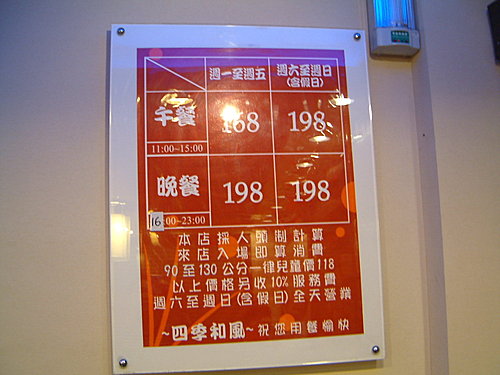 週一至週五 週六至週日
(含假日)
午餐 168 198
11:00~15:00
晚餐 198 198
16:00~23:00
本店採人頭制計算
來店入場即算消費
90至130公分一律兒童價118
以上價格另收10%服務費
週六至週日(含假日)全天營業
~四季和風~祝您用餐愉快